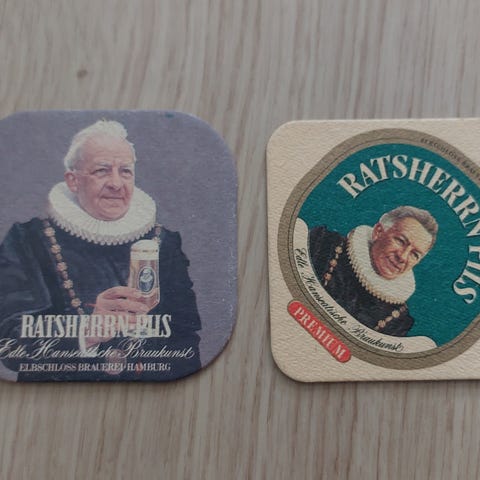 RATSHERRN-PILS
Edle Hanseatische Braukunst
ELBSCHLOSS BRAUEREI HAMBURG
RATSHERRN-PILS
Edle Hanseatische Braukunst
PREMIUM